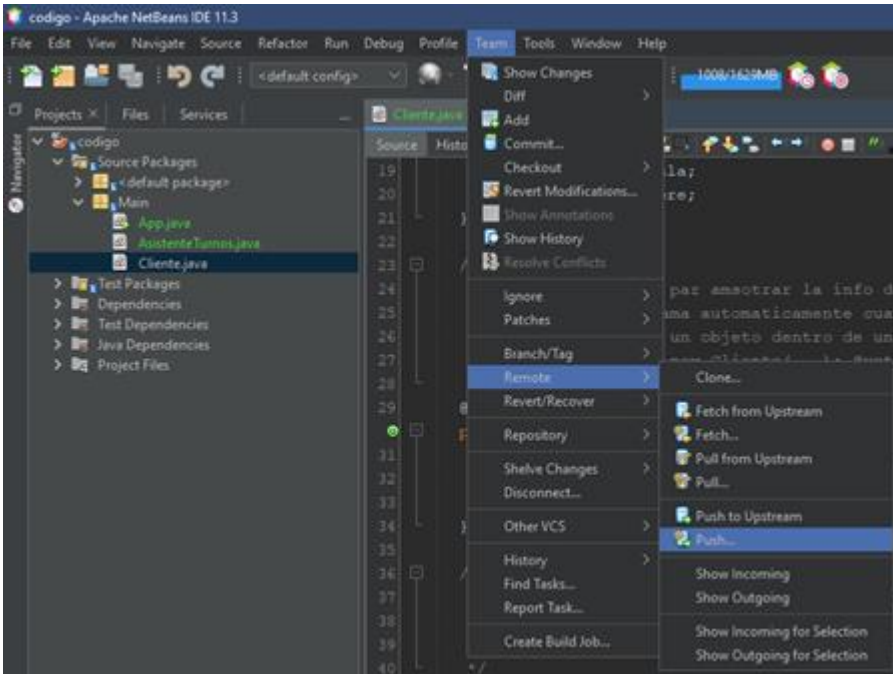 codigo - Apache NetBeans IDE 11.3
File Edit View Navigate Source Refactor Run Debug Profile Team Tools Window Help
<default config>
1008/1629MB
Projects Files Services
Navigator
codigo
Source Packages
<default package>
Main
App.java
AsistenteTurnos.java
Cliente.java
Test Packages
Dependencies
Test Dependencies
Java Dependencies
Project Files
Cliente.java
Source Histo
19 la;
20 re;
21 }
22
23 /
24 par amsotrar la info d
25 ama automaticamente cua
26 un objeto dentro de un
27
28
29 @
31
32
33
34 }
35
36 /
37
38
39
40 */
Show Changes
Diff
Add
Commit...
Checkout
Revert Modifications...
Show Annotations
Show History
Resolve Conflicts
Ignore
Patches
Branch/Tag
Remote
Revert/Recover
Repository
Shelve Changes
Disconnect...
Other VCS
History
Find Tasks...
Report Task...
Create Build Job...
Clone...
Fetch from Upstream
Fetch...
Pull from Upstream
Pull...
Push to Upstream
Push...
Show Incoming
Show Outgoing
Show Incoming for Selection
Show Outgoing for Selection